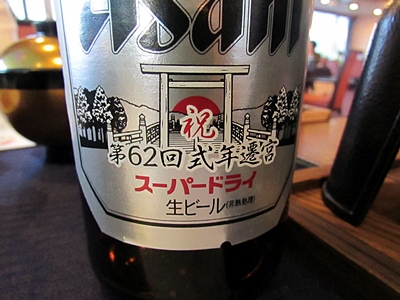 Asahi
祝
第62回式年遷宮
スーパードライ
生ビール(非熱処理)